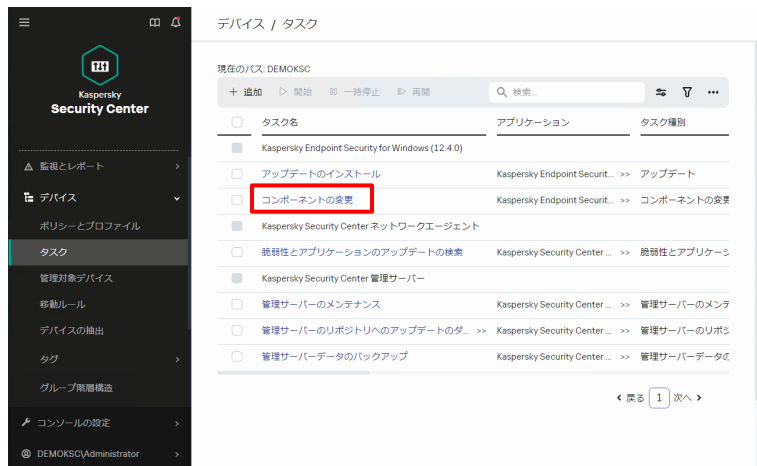 Kaspersky
Security Center
監視とレポート
デバイス
ポリシーとプロファイル
タスク
管理対象デバイス
移動ルール
デバイスの抽出
タグ
グループ階層構造
コンソールの設定
DEMOKSC\Administrator
デバイス / タスク
現在のパス: DEMOKSC
+ 追加 開始 一時停止 再開 検索...
タスク名 アプリケーション タスク種別
Kaspersky Endpoint Security for Windows (12.4.0)
アップデートのインストール Kaspersky Endpoint Securit... >> アップデート
コンポーネントの変更 Kaspersky Endpoint Securit... >> コンポーネントの変更
Kaspersky Security Center ネットワークエージェント
脆弱性とアプリケーションのアップデートの検索 Kaspersky Security Center ... >> 脆弱性とアプリケーシ
Kaspersky Security Center 管理サーバー
管理サーバーのメンテナンス Kaspersky Security Center ... >> 管理サーバーのメンテ
管理サーバーのリポジトリへのアップデートのダ... >> Kaspersky Security Center ... >> 管理サーバーのリポジ
管理サーバーデータのバックアップ Kaspersky Security Center ... >> 管理サーバーデータの
戻る 1 次へ